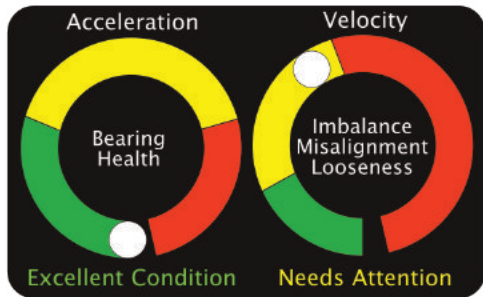 Acceleration
Velocity
Bearing
Health
Imbalance
Misalignment
Looseness
Excellent Condition
Needs Attention